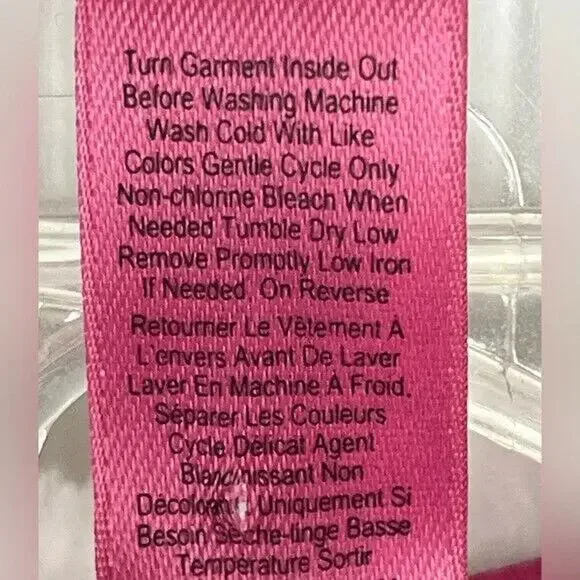 Turn Garment Inside Out
Before Washing Machine
Wash Cold With Like
Colors Gentle Cycle Only
Non-chlorine Bleach When
Needed Tumble Dry Low
Remove Promptly Low Iron
If Needed, On Reverse
Retourner Le Vêtement À
L'envers Avant De Laver
Laver En Machine À Froid,
Séparer Les Couleurs
Cycle Délicat Agent
Blanchissant Non
Uniquement Si
Besoin Sèche-linge Basse
Température Sortir